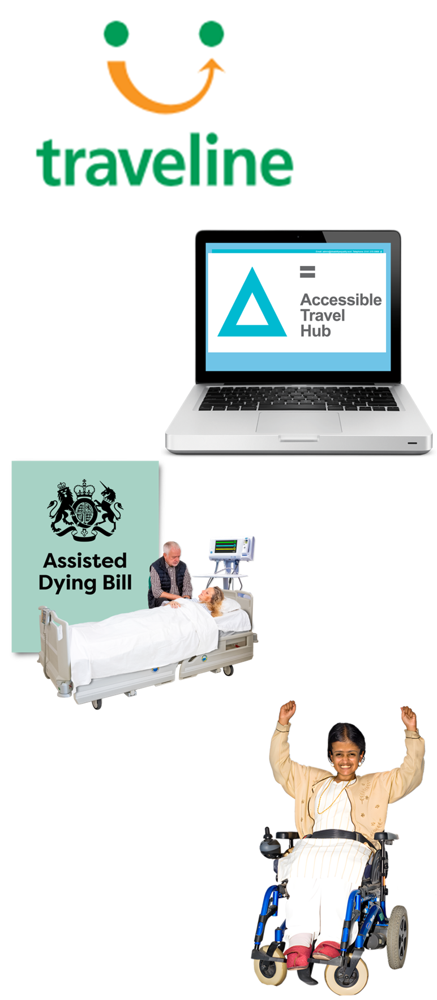 traveline
=
Accessible
Travel
Hub
Assisted
Dying Bill